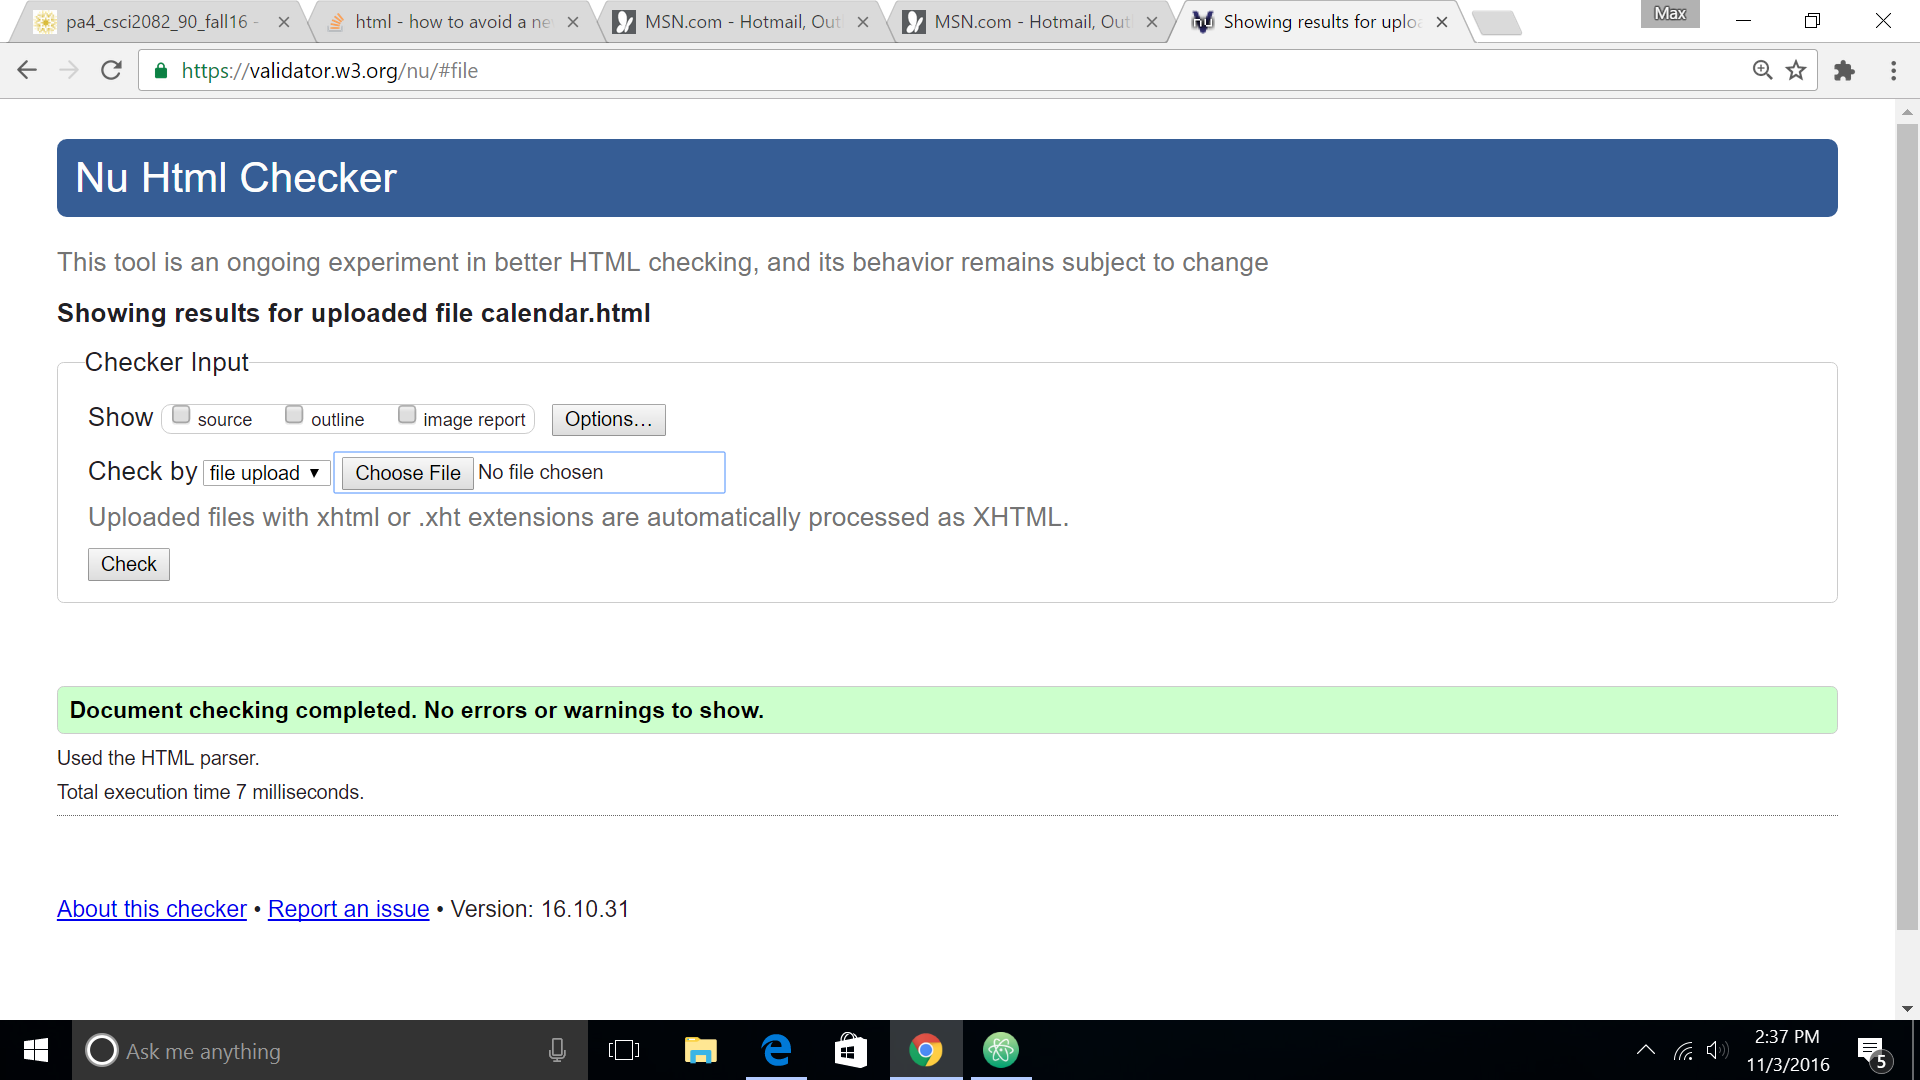 pa4_csci2082_90_fall16 -
html - how to avoid a ne
MSN.com - Hotmail, Outl
MSN.com - Hotmail, Outl
Showing results for uploa
Max
https://validator.w3.org/nu/#file
Nu Html Checker
This tool is an ongoing experiment in better HTML checking, and its behavior remains subject to change
Showing results for uploaded file calendar.html
Checker Input
Show source outline image report Options...
Check by file upload Choose File No file chosen
Uploaded files with xhtml or .xht extensions are automatically processed as XHTML.
Check
Document checking completed. No errors or warnings to show.
Used the HTML parser.
Total execution time 7 milliseconds.
About this checker • Report an issue • Version: 16.10.31
Ask me anything
2:37 PM
11/3/2016
5